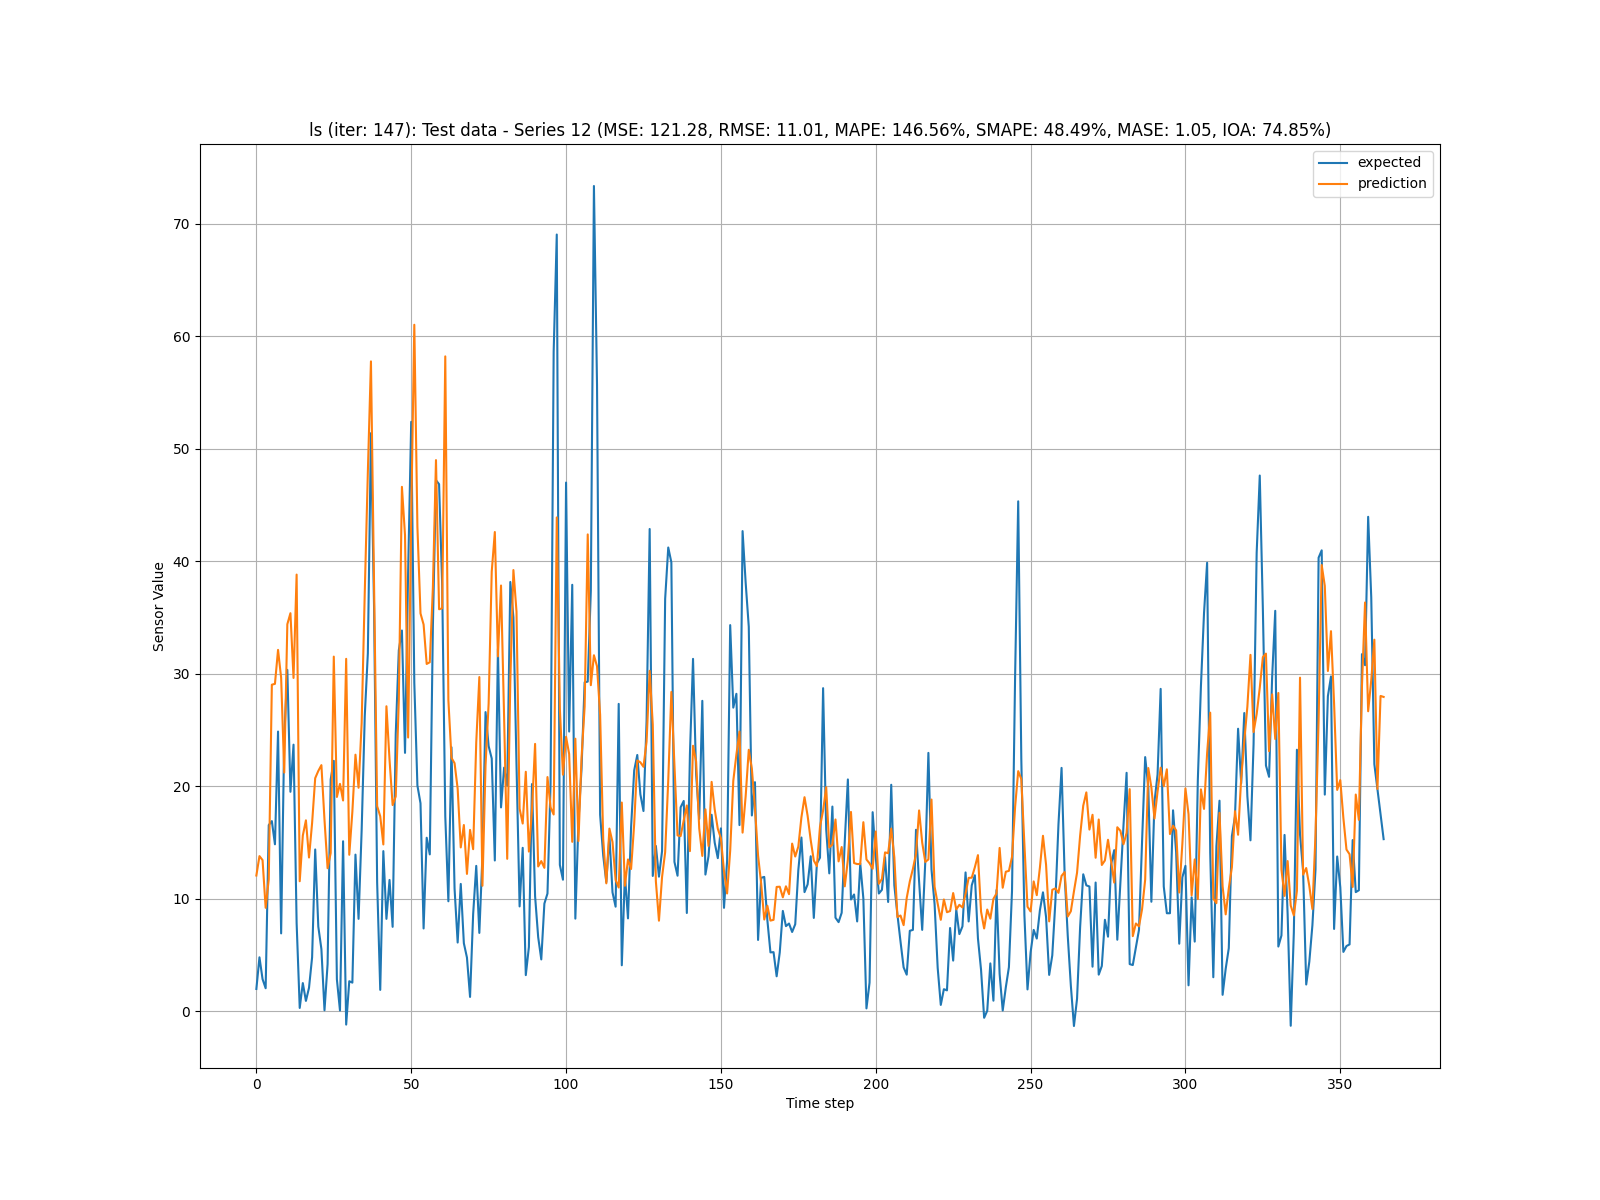 ls (iter: 147): Test data - Series 12 (MSE: 121.28, RMSE: 11.01, MAPE: 146.56%, SMAPE: 48.49%, MASE: 1.05, IOA: 74.85%)
expected
prediction
70
60
50
40
30
20
10
0
Sensor Value
0 50 100 150 200 250 300 350
Time step